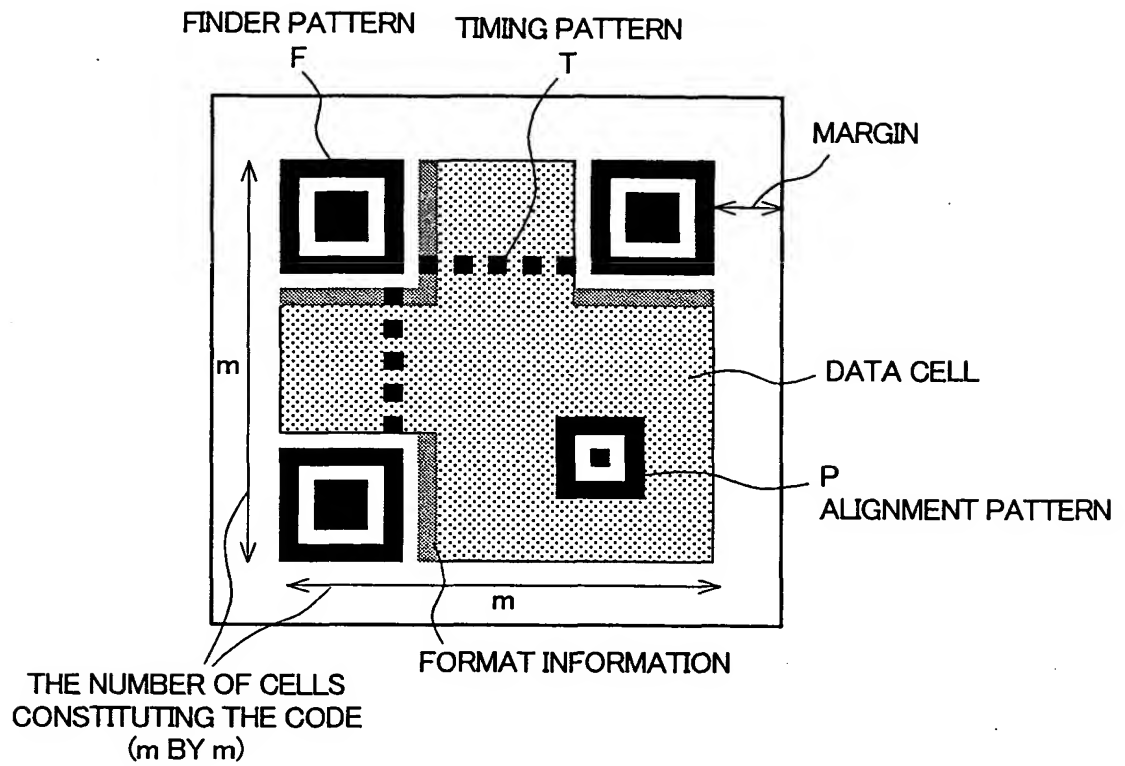 FINDER PATTERN
F
TIMING PATTERN
T
MARGIN
m
DATA CELL
P
ALIGNMENT PATTERN
m
FORMAT INFORMATION
THE NUMBER OF CELLS
CONSTITUTING THE CODE
(m BY m)